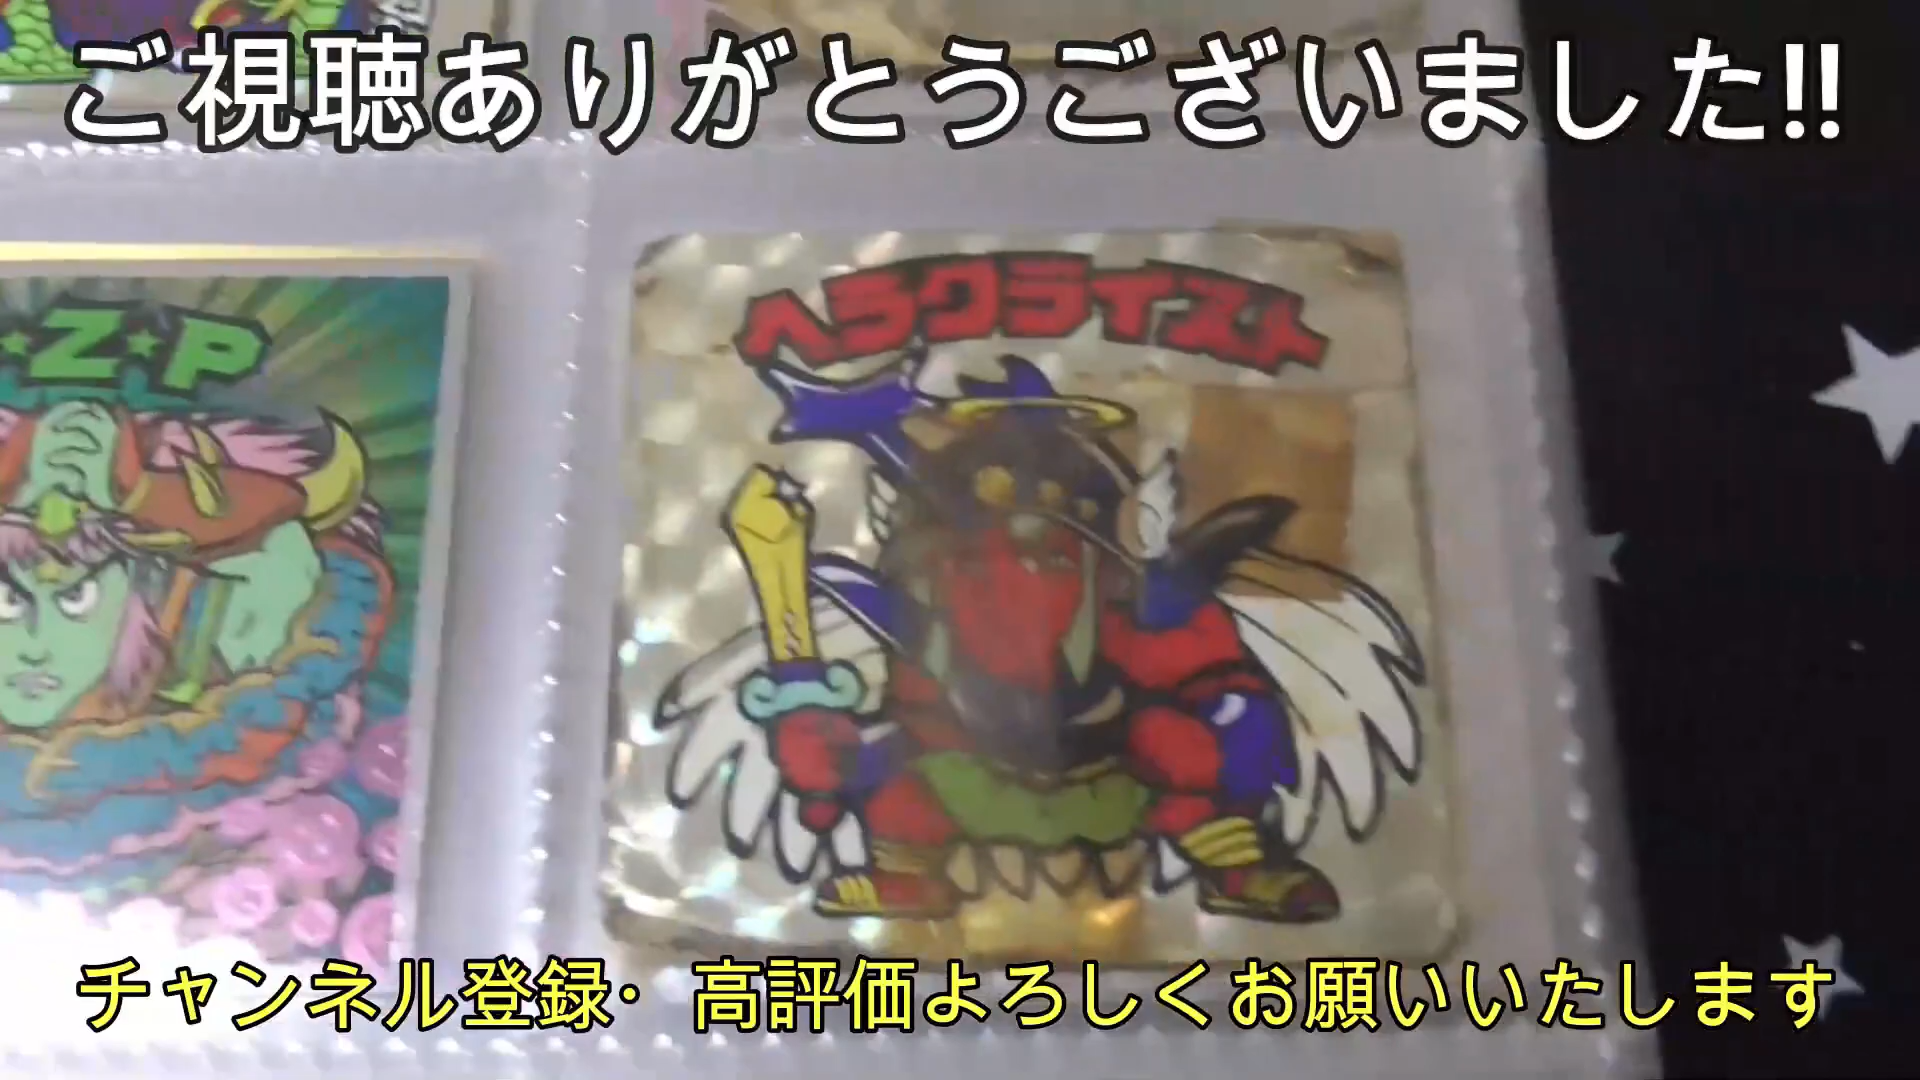 ご視聴ありがとうございました!!
ヘラクライスト
★Z★P
チャンネル登録・高評価よろしくお願いいたします